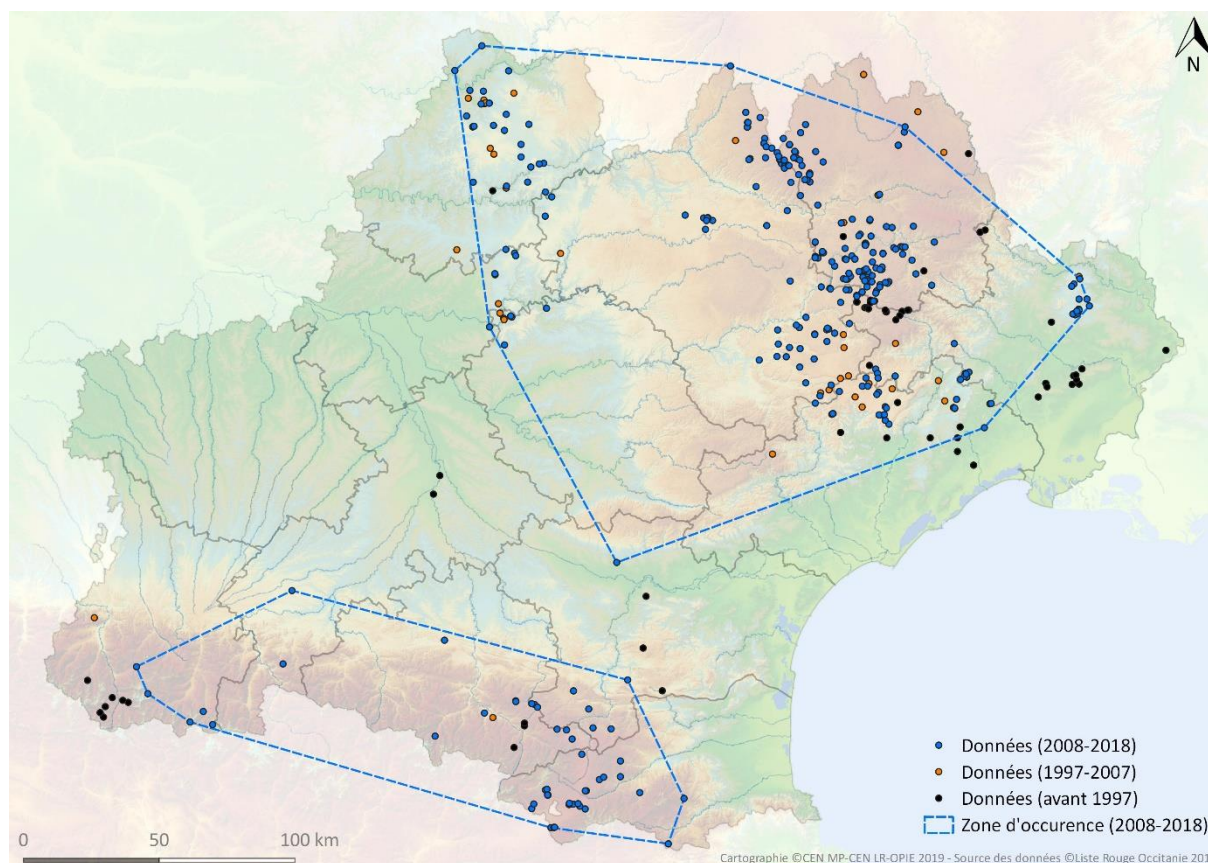 N
Données (2008-2018)
Données (1997-2007)
Données (avant 1997)
Zone d'occurence (2008-2018)
0 50 100 km
Cartographie ©CEN MP-CEN LR-OPIE 2019 - Source des données ©Liste Rouge Occitanie 201